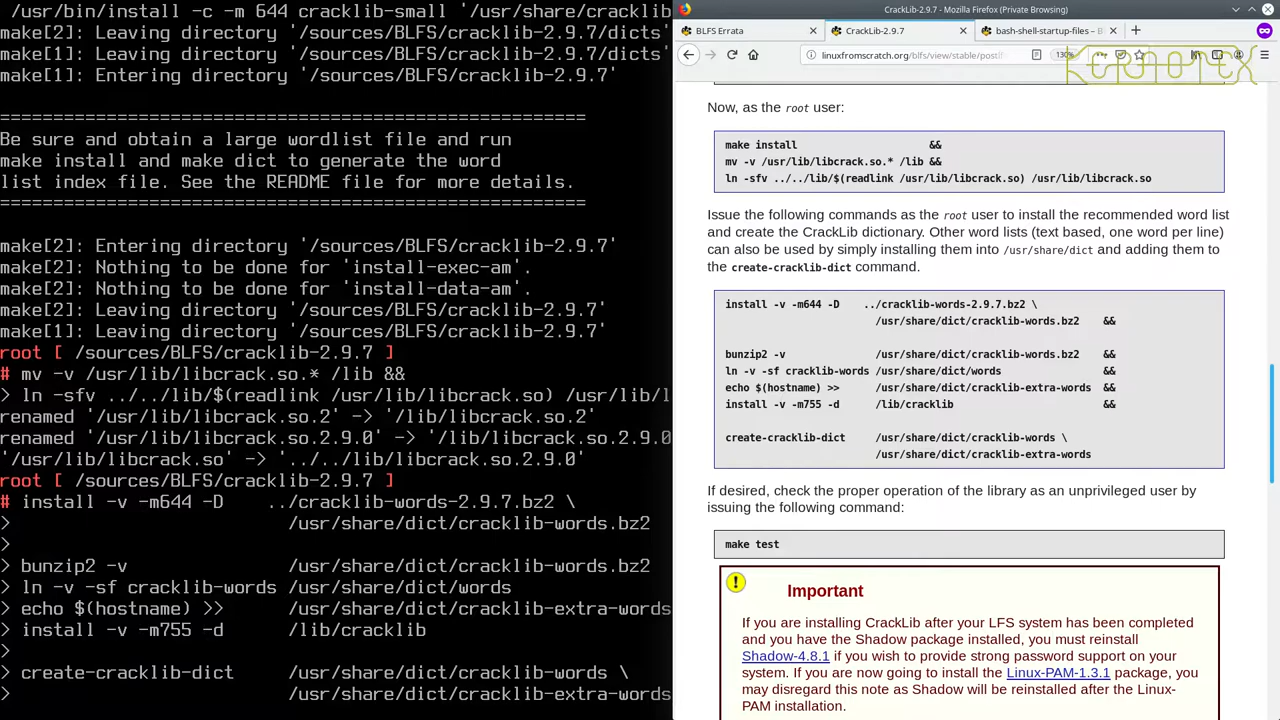 /usr/bin/install -c -m 644 cracklib-small '/usr/share/cracklib
make[2]: Leaving directory '/sources/BLFS/cracklib-2.9.7/dicts'
make[2]: Leaving directory '/sources/BLFS/cracklib-2.9.7/dicts'
make[1]: Entering directory '/sources/BLFS/cracklib-2.9.7'
=======================================================
Be sure and obtain a large wordlist file and run
make install and make dict to generate the word
list index file. See the README file for more details.
=======================================================
make[2]: Entering directory '/sources/BLFS/cracklib-2.9.7'
make[2]: Nothing to be done for 'install-exec-am'.
make[2]: Nothing to be done for 'install-data-am'.
make[2]: Leaving directory '/sources/BLFS/cracklib-2.9.7'
make[1]: Leaving directory '/sources/BLFS/cracklib-2.9.7'
root [ /sources/BLFS/cracklib-2.9.7 ]
# mv -v /usr/lib/libcrack.so.* /lib &&
> ln -sfv ../../lib/$(readlink /usr/lib/libcrack.so) /usr/lib/l
renamed '/usr/lib/libcrack.so.2' -> '/lib/libcrack.so.2'
renamed '/usr/lib/libcrack.so.2.9.0' -> '/lib/libcrack.so.2.9.0
'/usr/lib/libcrack.so' -> '../../lib/libcrack.so.2.9.0'
root [ /sources/BLFS/cracklib-2.9.7 ]
# install -v -m644 -D    ../cracklib-words-2.9.7.bz2 \
>                         /usr/share/dict/cracklib-words.bz2
>
> bunzip2 -v               /usr/share/dict/cracklib-words.bz2
> ln -v -sf cracklib-words /usr/share/dict/words
> echo $(hostname) >>      /usr/share/dict/cracklib-extra-words
> install -v -m755 -d      /lib/cracklib
>
> create-cracklib-dict     /usr/share/dict/cracklib-words \
>                          /usr/share/dict/cracklib-extra-words
CrackLib-2.9.7 - Mozilla Firefox (Private Browsing)
BLFS Errata
CrackLib-2.9.7
bash-shell-startup-files – B
linuxfromscratch.org/blfs/view/stable/postlf
Now, as the root user:
make install &&
mv -v /usr/lib/libcrack.so.* /lib &&
ln -sfv ../../lib/$(readlink /usr/lib/libcrack.so) /usr/lib/libcrack.so
Issue the following commands as the root user to install the recommended word list
and create the CrackLib dictionary. Other word lists (text based, one word per line)
can also be used by simply installing them into /usr/share/dict and adding them to
the create-cracklib-dict command.
install -v -m644 -D    ../cracklib-words-2.9.7.bz2 \
/usr/share/dict/cracklib-words.bz2    &&
bunzip2 -v               /usr/share/dict/cracklib-words.bz2    &&
ln -v -sf cracklib-words /usr/share/dict/words                 &&
echo $(hostname) >>      /usr/share/dict/cracklib-extra-words  &&
install -v -m755 -d      /lib/cracklib                         &&
create-cracklib-dict     /usr/share/dict/cracklib-words \
/usr/share/dict/cracklib-extra-words
If desired, check the proper operation of the library as an unprivileged user by
issuing the following command:
make test
Important
If you are installing CrackLib after your LFS system has been completed
and you have the Shadow package installed, you must reinstall
Shadow-4.8.1 if you wish to provide strong password support on your
system. If you are now going to install the Linux-PAM-1.3.1 package, you
may disregard this note as Shadow will be reinstalled after the Linux-
PAM installation.